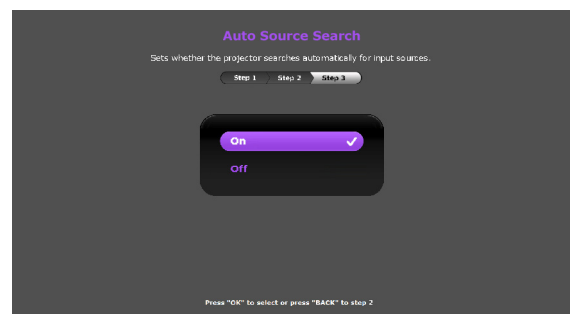 Auto Source Search
Sets whether the projector searches automatically for input sources.
Step 1 Step 2 Step 3
On
Off
Press "OK" to select or press "BACK" to step 2